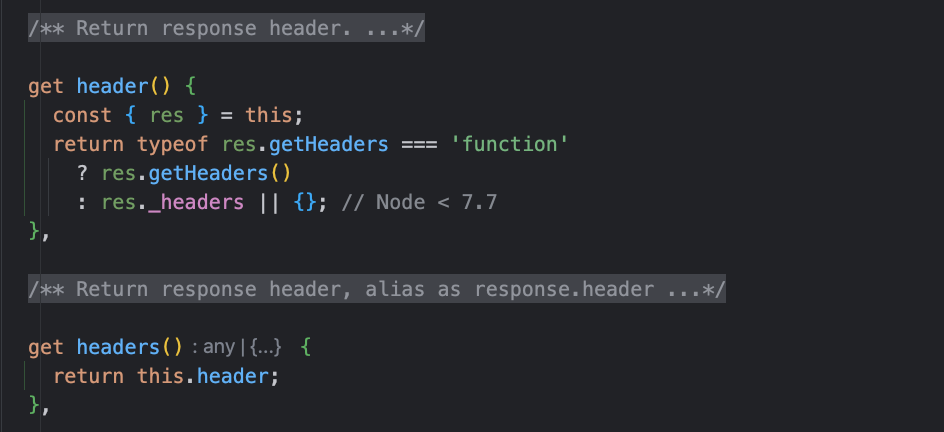 /** Return response header. ...*/
get header() {
const { res } = this;
return typeof res.getHeaders === 'function'
? res.getHeaders()
: res._headers || {}; // Node < 7.7
},
/** Return response header, alias as response.header ...*/
get headers() : any | {...} {
return this.header;
},